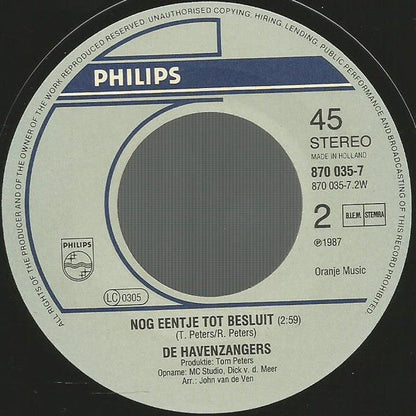 ALL RIGHTS OF THE PRODUCER AND OF THE OWNER OF THE WORK REPRODUCED RESERVED. UNAUTHORISED COPYING, HIRING, LENDING, PUBLIC PERFORMANCE AND BROADCASTING OF THIS RECORD PROHIBITED.
PHILIPS
45
STEREO
MADE IN HOLLAND
870 035-7
870 035-7.2W
2
B.I.E.M. STEMRA
℗1987
PHILIPS
Oranje Music
LC 0305
NOG EENTJE TOT BESLUIT (2:59)
(T. Peters/R. Peters)
DE HAVENZANGERS
Produktie: Tom Peters
Opname: MC Studio, Dick v. d. Meer
Arr.: John van de Ven